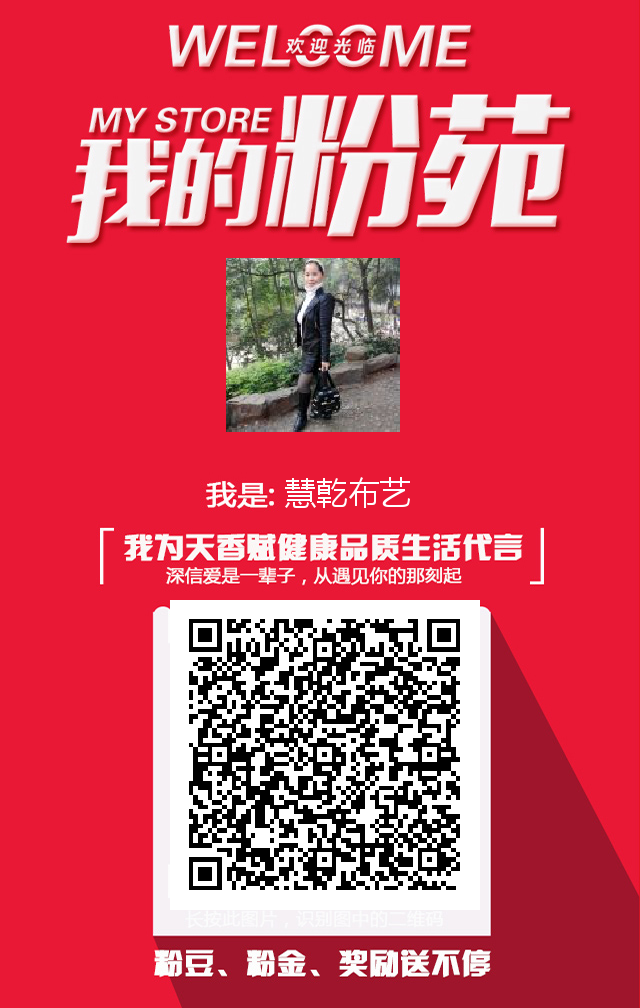 WELCOME
欢迎光临
MY STORE
我的粉苑
我是: 慧乾布艺
我为天香赋健康品质生活代言
深信爱是一辈子，从遇见你的那刻起
长按此图片，识别图中的二维码
粉豆、粉金、奖励送不停